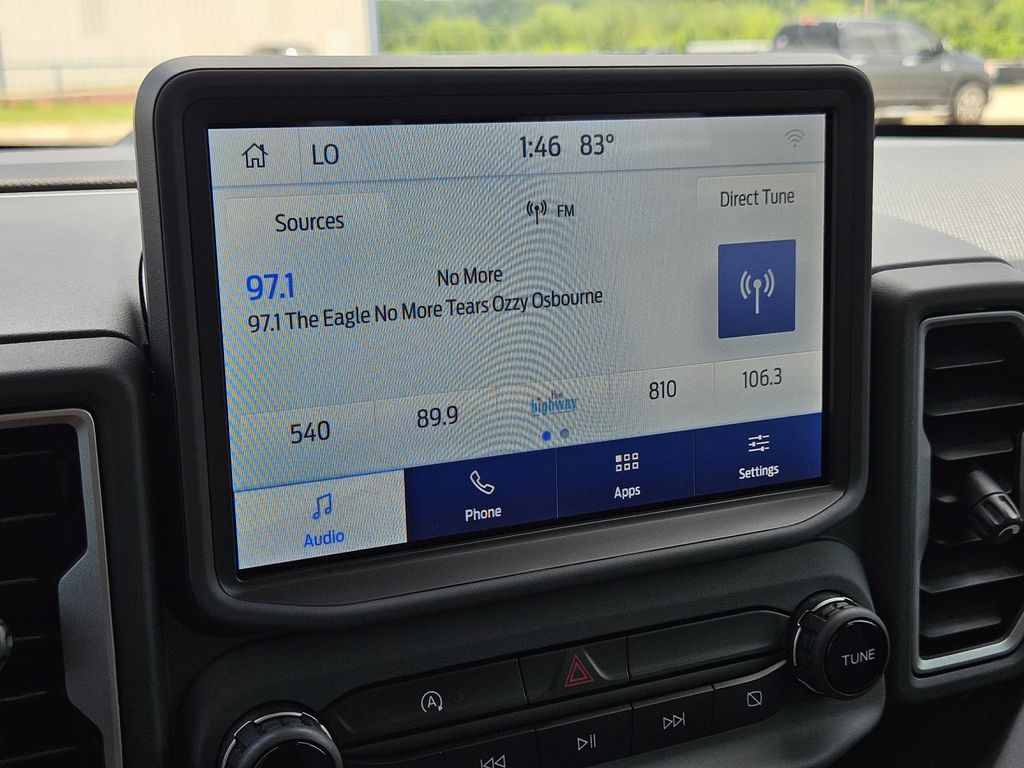 LO 1:46 83°
Sources FM Direct Tune
97.1 No More
97.1 The Eagle No More Tears Ozzy Osbourne
540 89.9 the highway 810 106.3
Audio Phone Apps Settings
TUNE
A